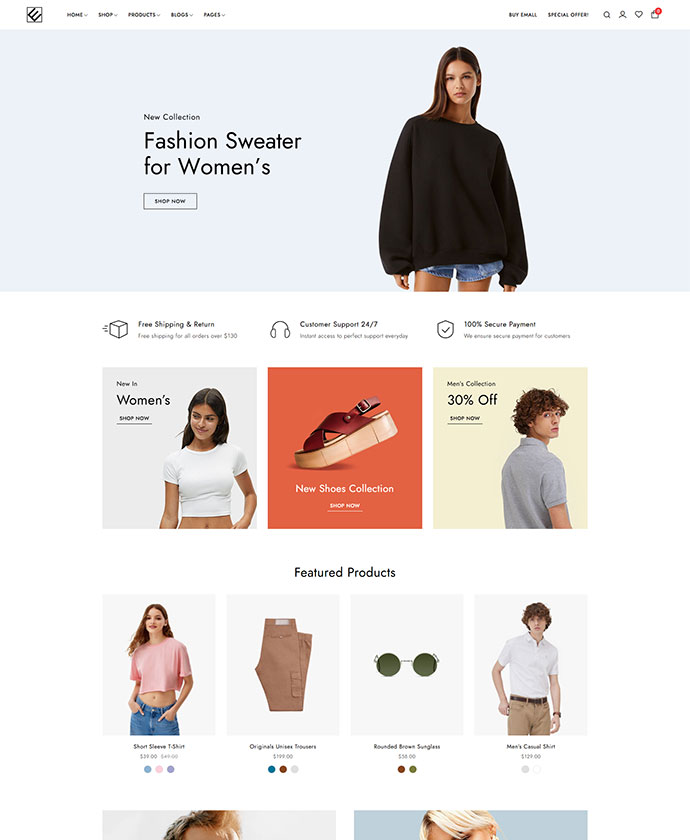 HOME SHOP PRODUCTS BLOGS PAGES BUY EMALL SPECIAL OFFER! 0
New Collection
Fashion Sweater
for Women's
SHOP NOW
Free Shipping & Return
Free shipping for all orders over $130
Customer Support 24/7
Instant access to perfect support everyday
100% Secure Payment
We ensure secure payment for customers
New In
Women's
SHOP NOW
New Shoes Collection
SHOP NOW
Men's Collection
30% Off
SHOP NOW
Featured Products
Short Sleeve T-Shirt
$39.00 $49.00
Originals Unisex Trousers
$199.00
Rounded Brown Sunglass
Men's Casual Shirt
$129.00